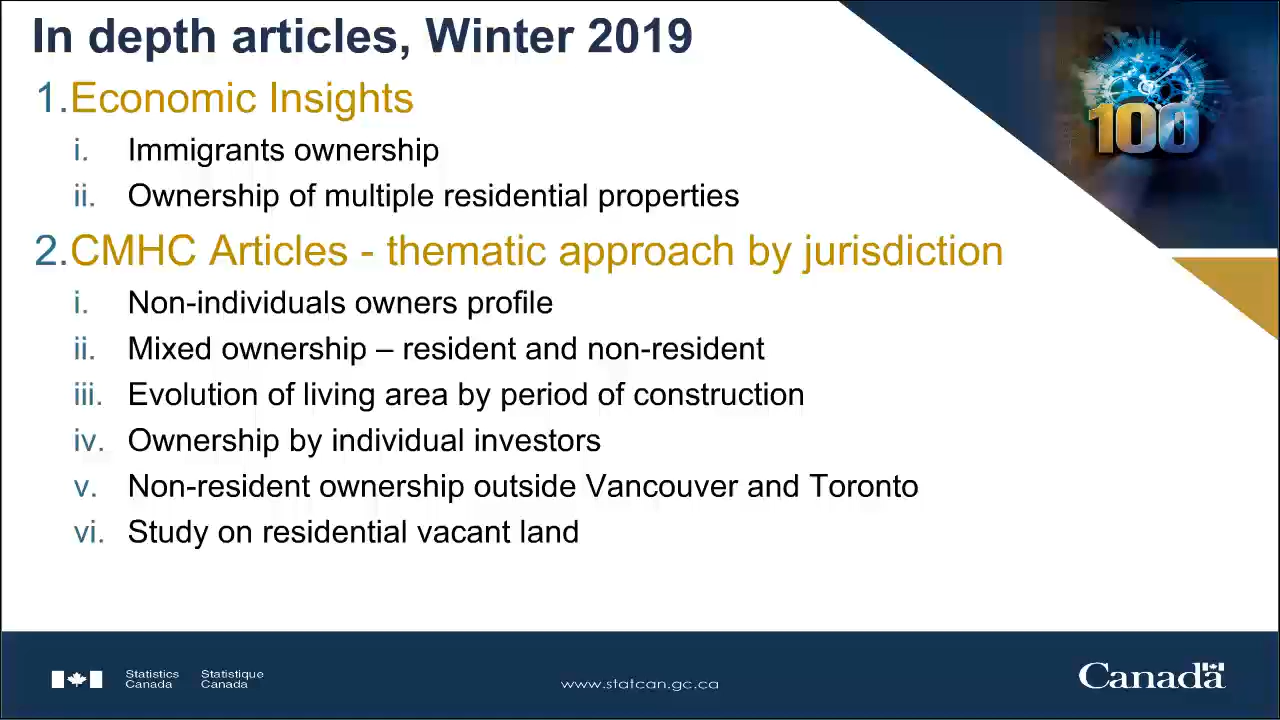 In depth articles, Winter 2019
100
1.Economic Insights
i. Immigrants ownership
ii. Ownership of multiple residential properties
2.CMHC Articles - thematic approach by jurisdiction
i. Non-individuals owners profile
ii. Mixed ownership – resident and non-resident
iii. Evolution of living area by period of construction
iv. Ownership by individual investors
v. Non-resident ownership outside Vancouver and Toronto
vi. Study on residential vacant land
Statistics Canada
Statistique Canada
www.statcan.gc.ca
Canada